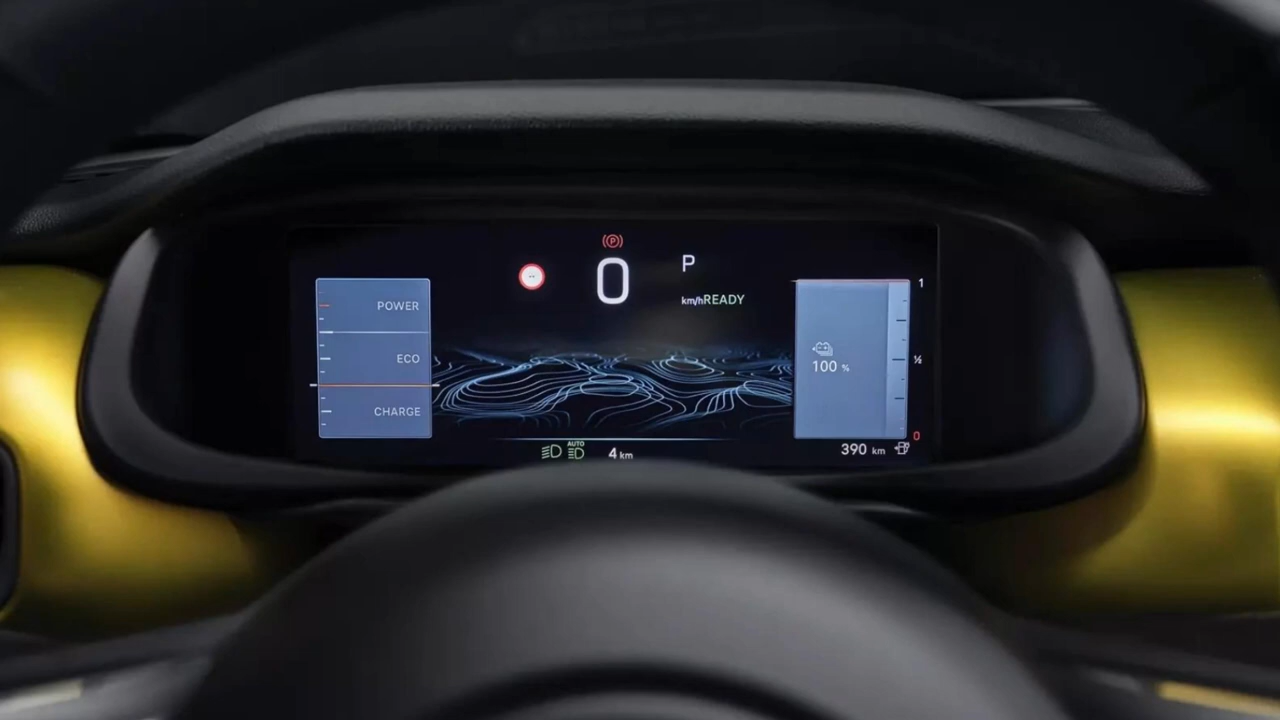 P
0
P
km/h READY
POWER
ECO
CHARGE
100 %
1
½
0
AUTO
4 km
390 km